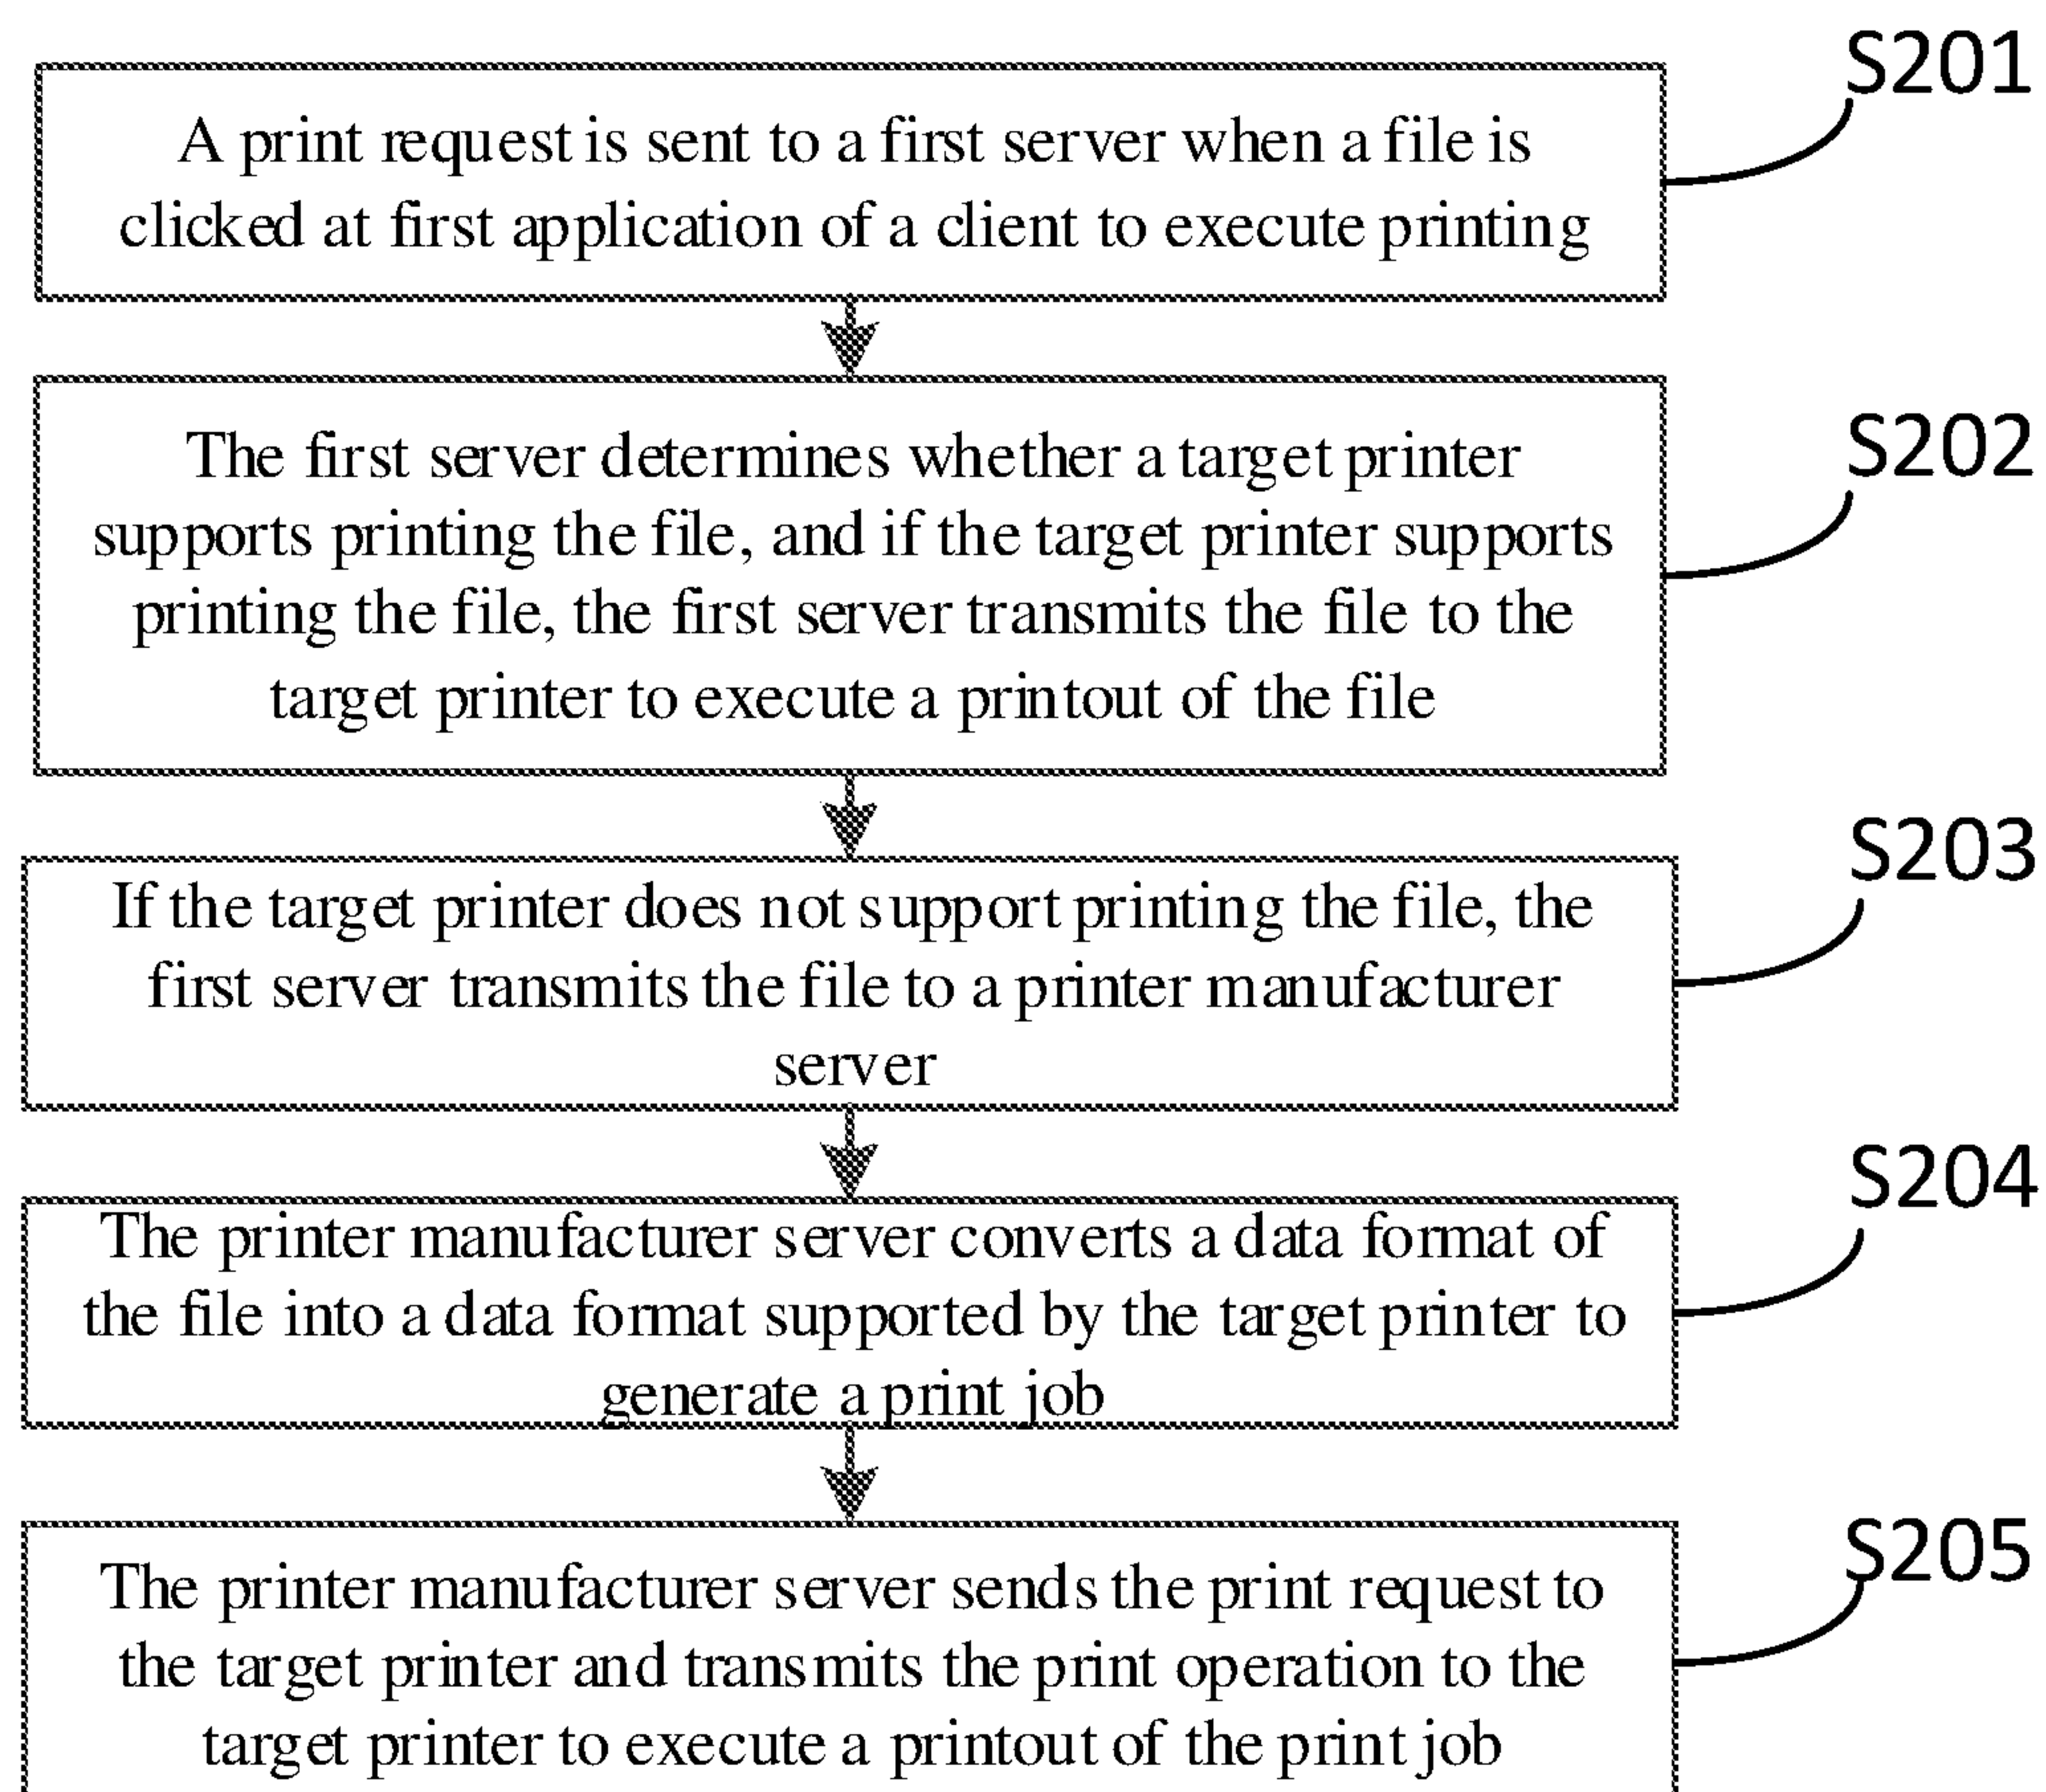 S201
A print request is sent to a first server when a file is
clicked at first application of a client to execute printing
S202
The first server determines whether a target printer
supports printing the file, and if the target printer supports
printing the file, the first server transmits the file to the
target printer to execute a printout of the file
S203
If the target printer does not support printing the file, the
first server transmits the file to a printer manufacturer
server
S204
The printer manufacturer server converts a data format of
the file into a data format supported by the target printer to
generate a print job
S205
The printer manufacturer server sends the print request to
the target printer and transmits the print operation to the
target printer to execute a printout of the print job